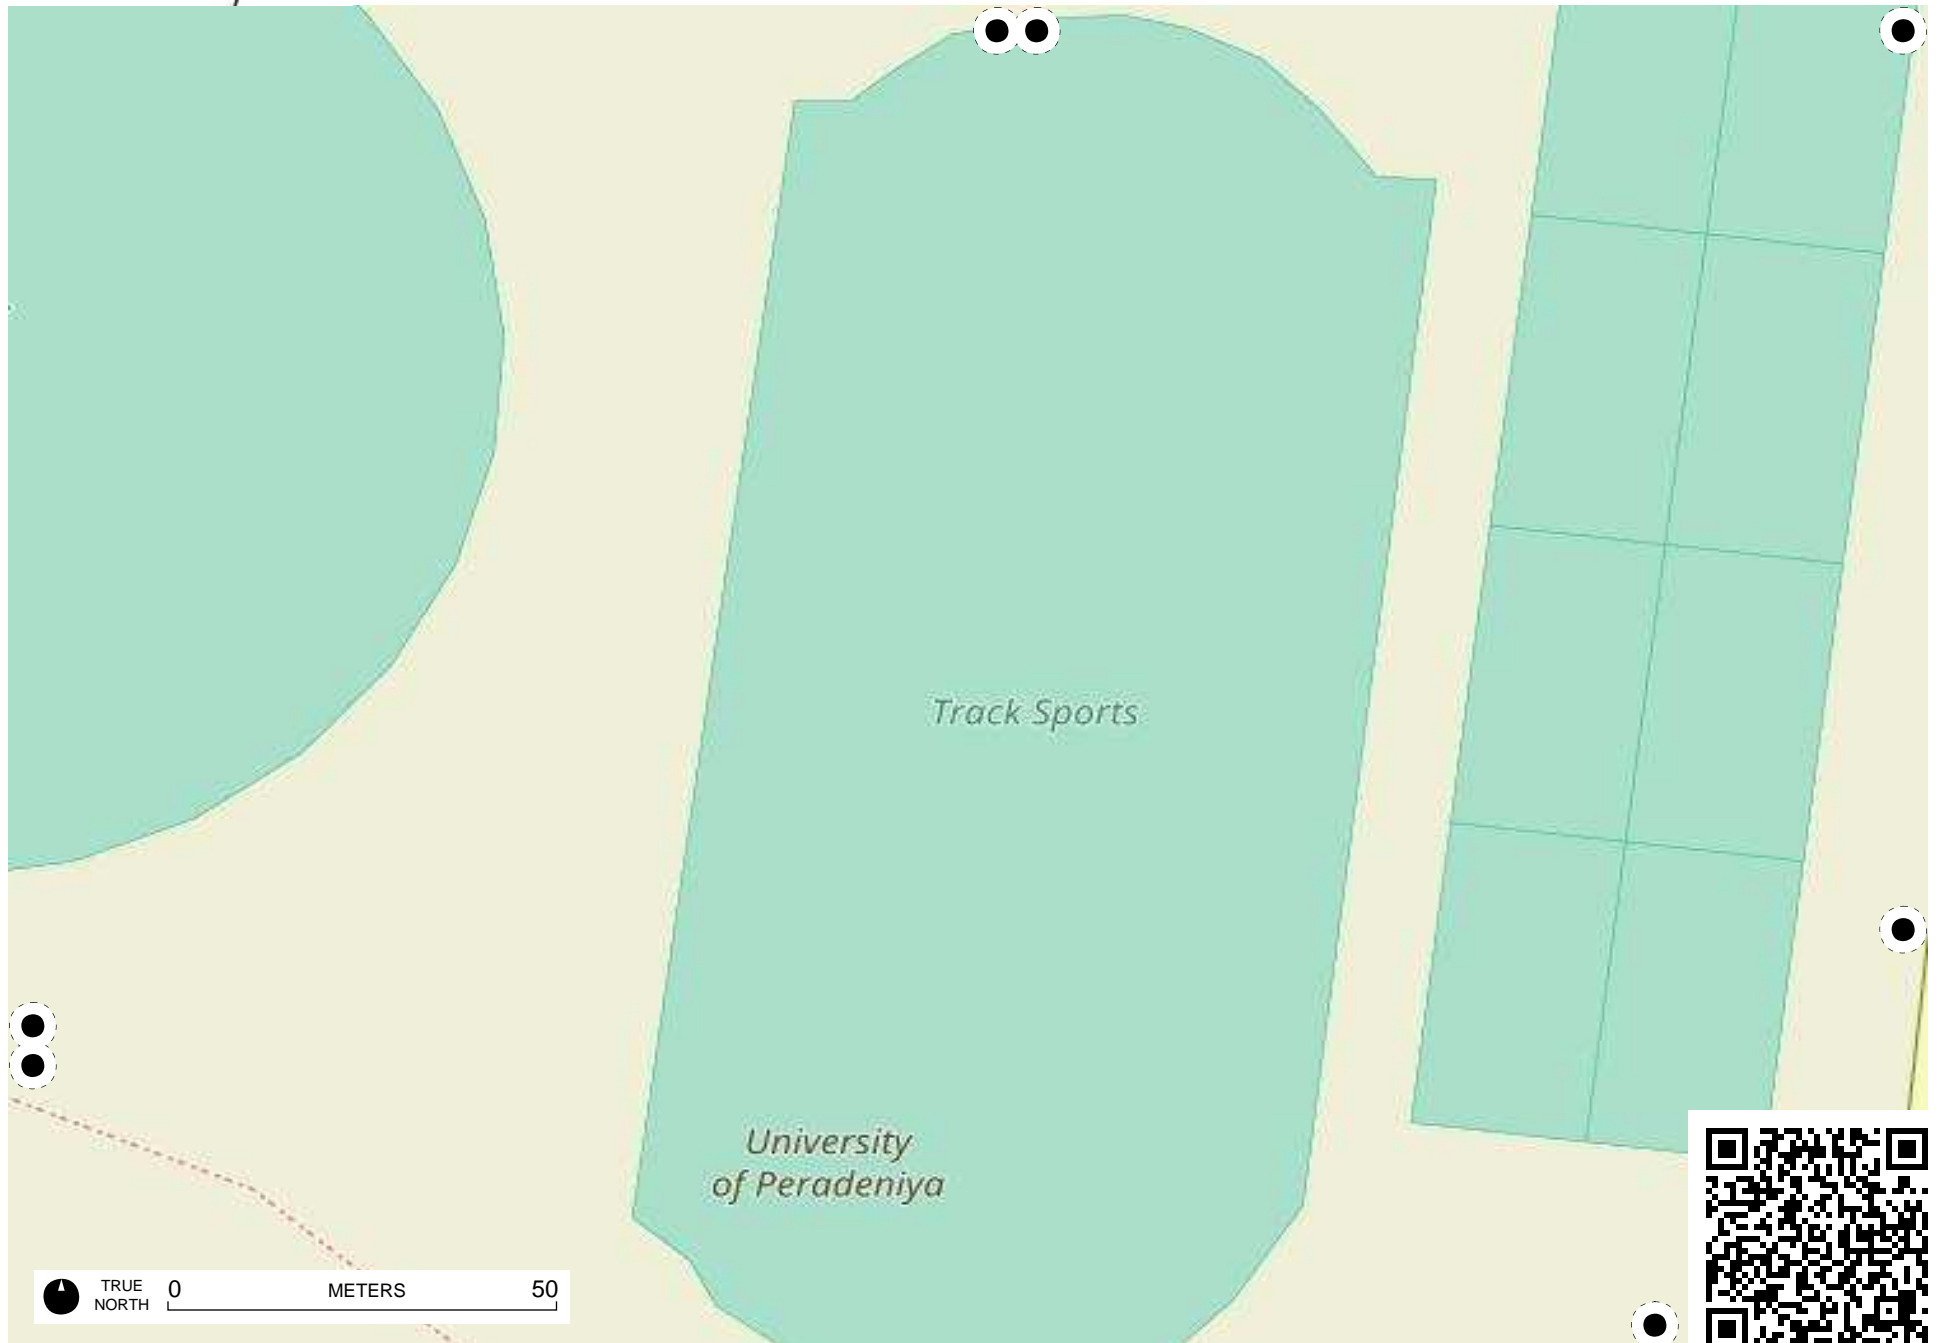 Track Sports
University
of Peradeniya
TRUE
NORTH
0 METERS 50